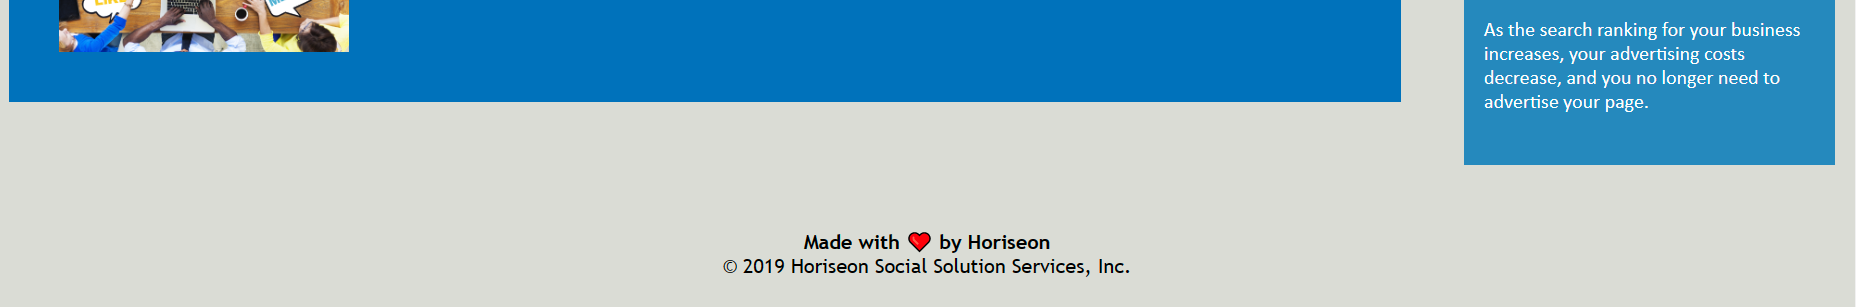 As the search ranking for your business
increases, your advertising costs
decrease, and you no longer need to
advertise your page.
Made with ❤ by Horiseon
© 2019 Horiseon Social Solution Services, Inc.